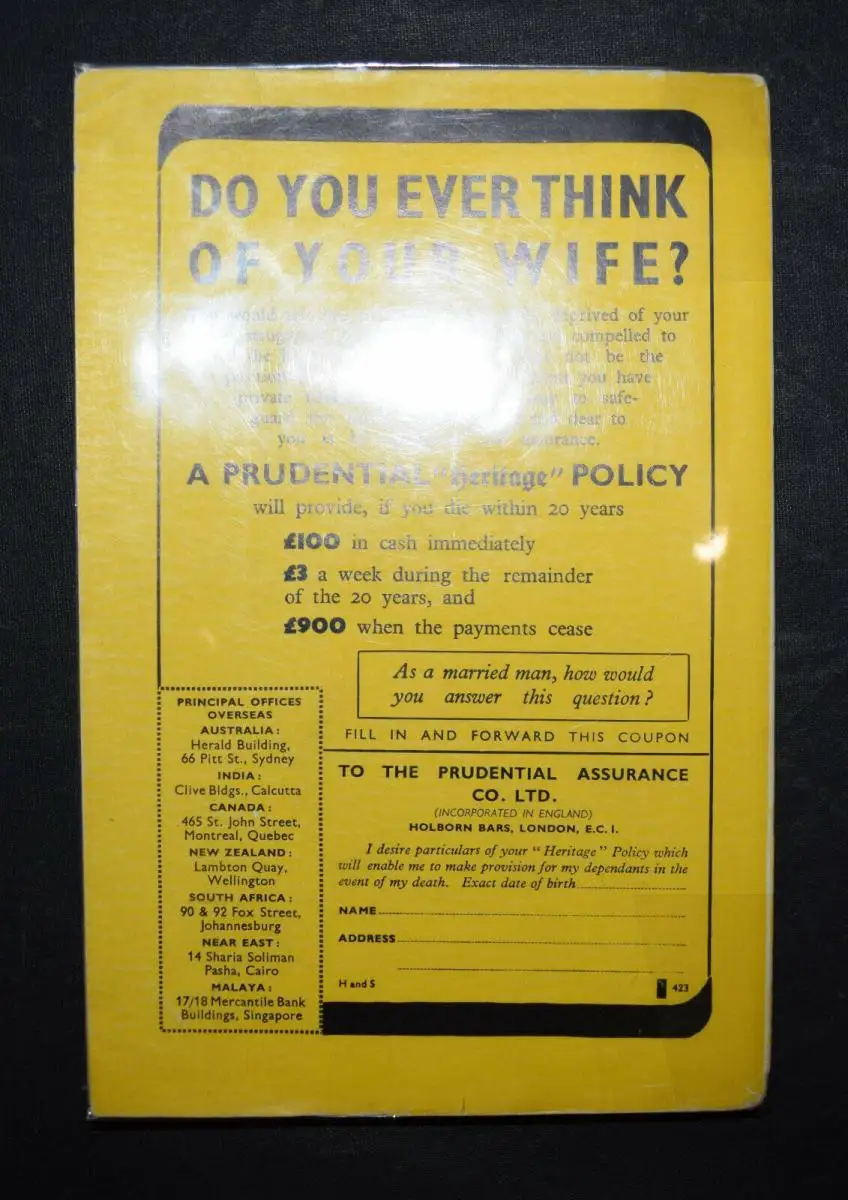 DO YOU EVER THINK
OF YOUR WIFE?
would deprived of your
compelled to
the not be the
you have
private to safe-
dear to
you is assurance.
A PRUDENTIAL "Heritage" POLICY
will provide, if you die within 20 years
£100 in cash immediately
£3 a week during the remainder
of the 20 years, and
£900 when the payments cease
As a married man, how would
you answer this question?
FILL IN AND FORWARD THIS COUPON
PRINCIPAL OFFICES
OVERSEAS
AUSTRALIA:
Herald Building,
66 Pitt St., Sydney
INDIA:
Clive Bldgs., Calcutta
CANADA:
465 St. John Street,
Montreal, Quebec
NEW ZEALAND:
Lambton Quay,
Wellington
SOUTH AFRICA:
90 & 92 Fox Street,
Johannesburg
NEAR EAST:
14 Sharia Soliman
Pasha, Cairo
MALAYA:
17/18 Mercantile Bank
Buildings, Singapore
TO THE PRUDENTIAL ASSURANCE
CO. LTD.
(INCORPORATED IN ENGLAND)
HOLBORN BARS, LONDON, E.C.1.
I desire particulars of your "Heritage" Policy which
will enable me to make provision for my dependants in the
event of my death. Exact date of birth
NAME
ADDRESS
H and S
423